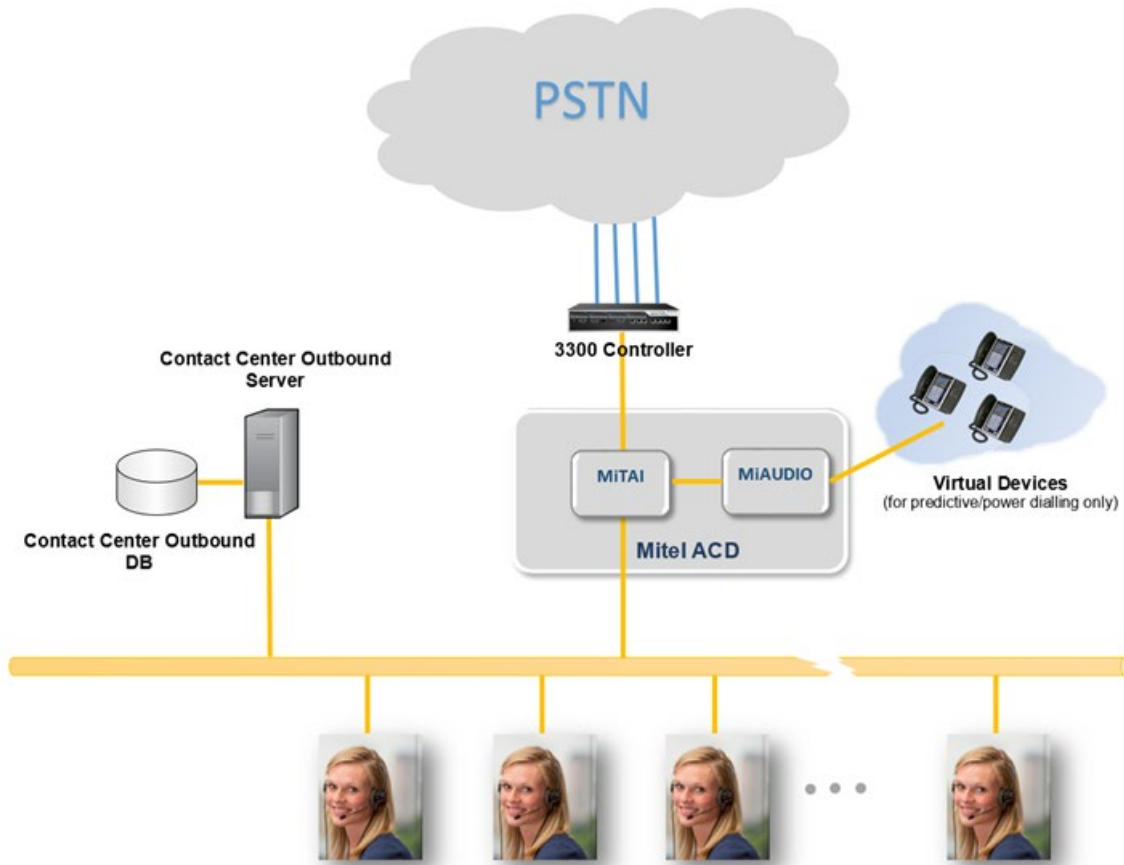 PSTN
3300 Controller
Contact Center Outbound
Server
MiTAI
MiAUDIO
Virtual Devices
(for predictive/power dialling only)
Contact Center Outbound
DB
Mitel ACD